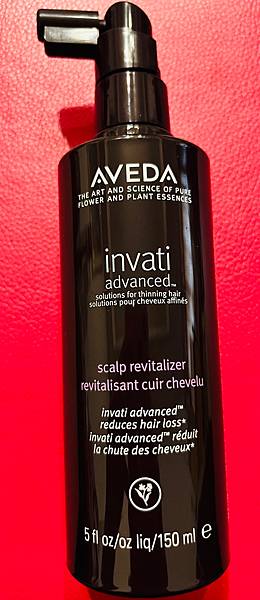 AVEDA
THE ART AND SCIENCE OF PURE
FLOWER AND PLANT ESSENCES
invati
advanced™
solutions for thinning hair
solutions pour cheveux affinés
scalp revitalizer
revitalisant cuir chevelu
invati advanced™
reduces hair loss*
invati advanced™ réduit
la chute des cheveux*
5 fl oz/oz liq/150 ml ℮